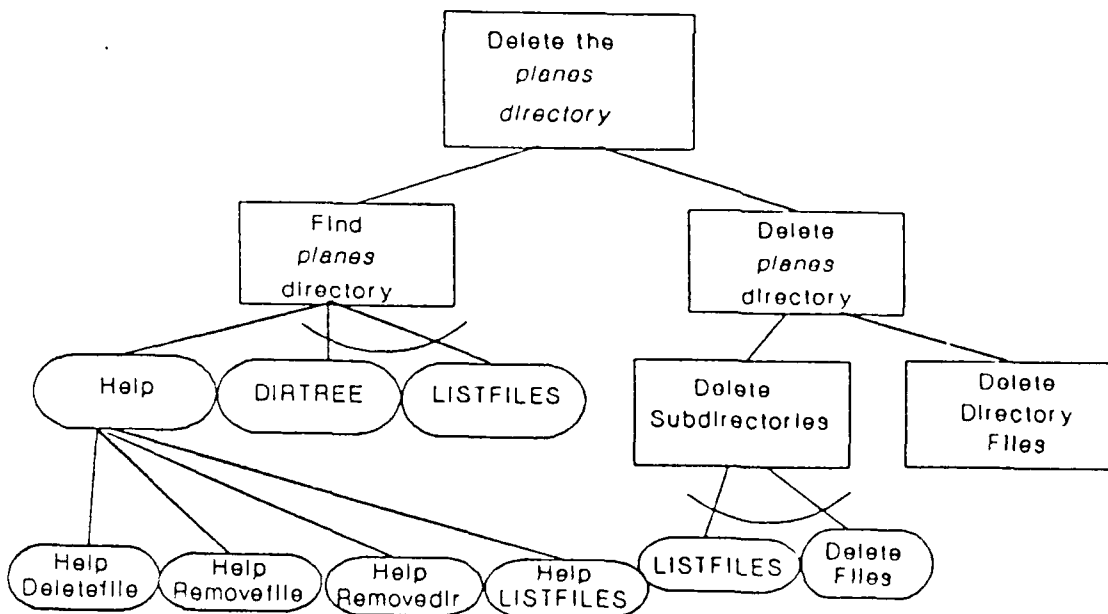 Delete the
planes
directory
Find
planes
directory
Delete
planes
directory
Help
DIRTREE
LISTFILES
Delete
Subdirectories
Delete
Directory
Files
Help
Deletefile
Help
Removefile
Help
Removedir
Help
LISTFILES
LISTFILES
Delete
Files